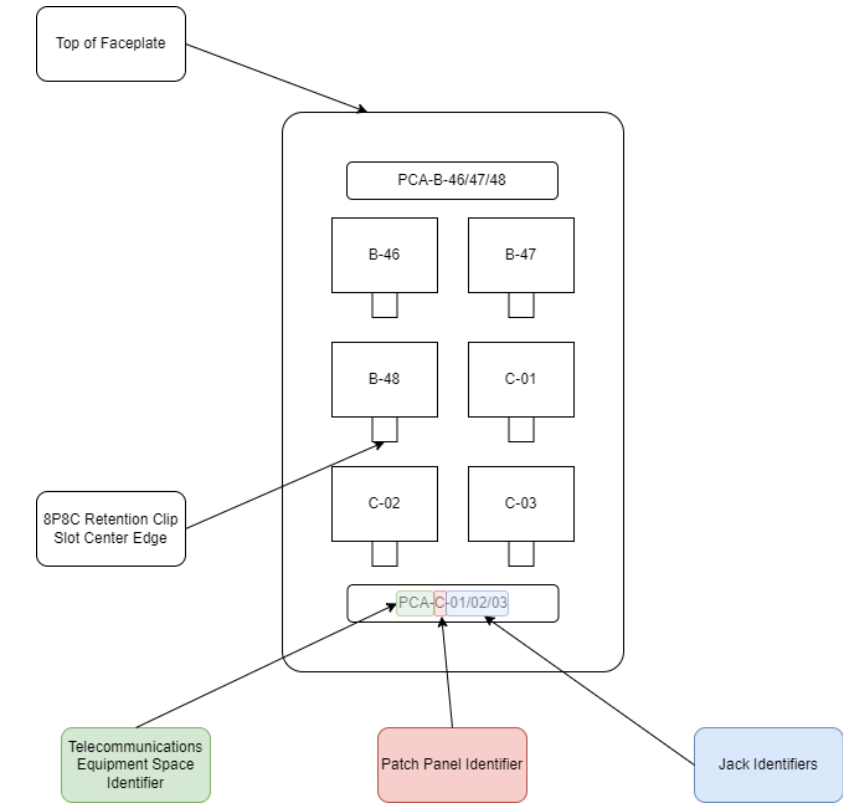 Top of Faceplate
PCA-B-46/47/48
B-46
B-47
B-48
C-01
8P8C Retention Clip
Slot Center Edge
C-02
C-03
PCA-C-01/02/03
Telecommunications
Equipment Space
Identifier
Patch Panel Identifier
Jack Identifiers